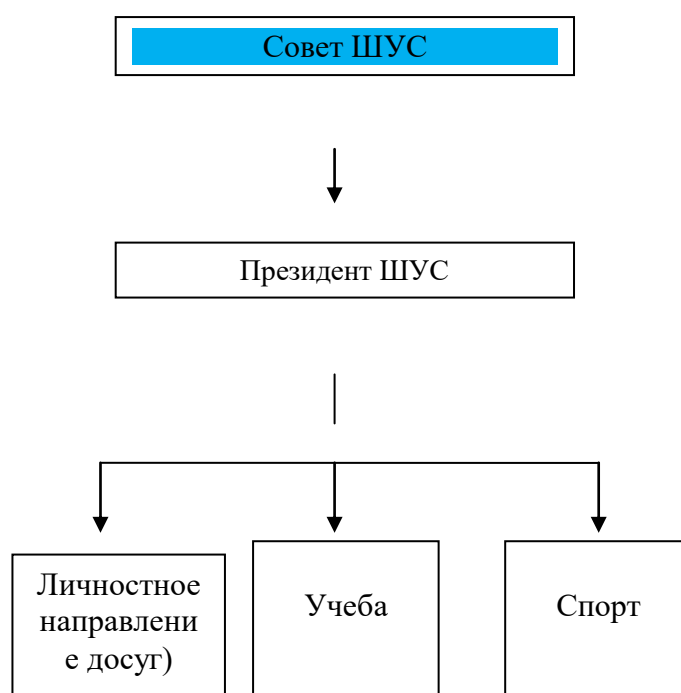 Совет ШУС
Президент ШУС
Личностное
направлени
е досуг)
Учеба
Спорт